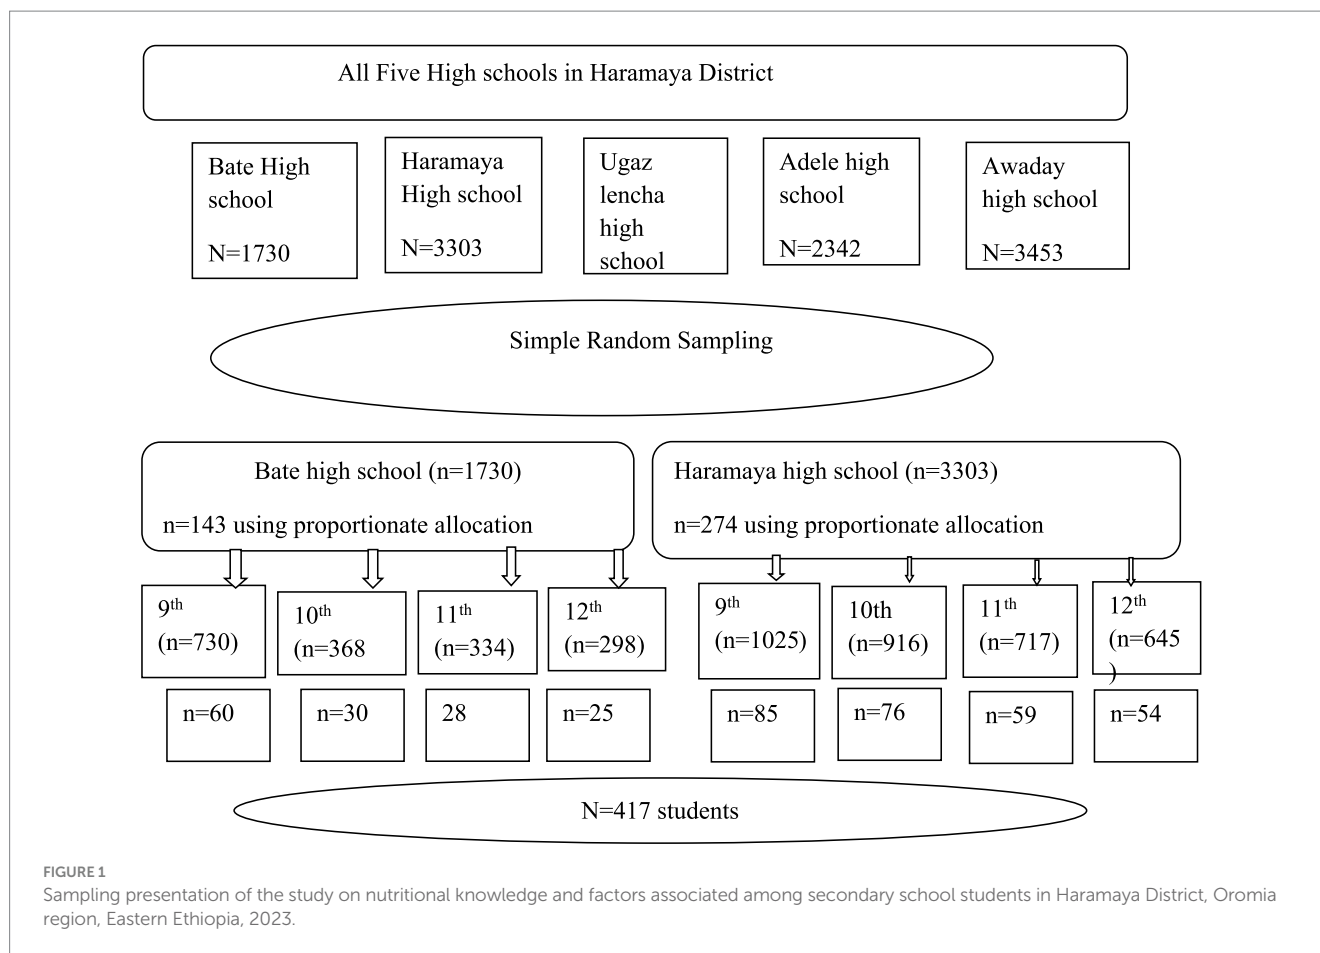 All Five High schools in Haramaya District
Bate High
school
N=1730
Haramaya
High school
N=3303
Ugaz
lencha
high
school
Adele high
school
N=2342
Awaday
high school
N=3453
Simple Random Sampling
Bate high school (n=1730)
n=143 using proportionate allocation
Haramaya high school (n=3303)
n=274 using proportionate allocation
9th
(n=730)
10th
(n=368
11th
(n=334)
12th
(n=298)
9th
(n=1025)
10th
(n=916)
11th
(n=717)
12th
(n=645
)
n=60
n=30
28
n=25
n=85
n=76
n=59
n=54
N=417 students
FIGURE 1
Sampling presentation of the study on nutritional knowledge and factors associated among secondary school students in Haramaya District, Oromia
region, Eastern Ethiopia, 2023.